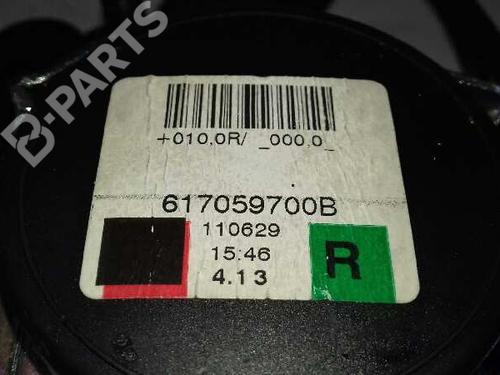 B-PARTS
+010,0R/ _000,0_
617059700B
110629
15:46
4.13
R